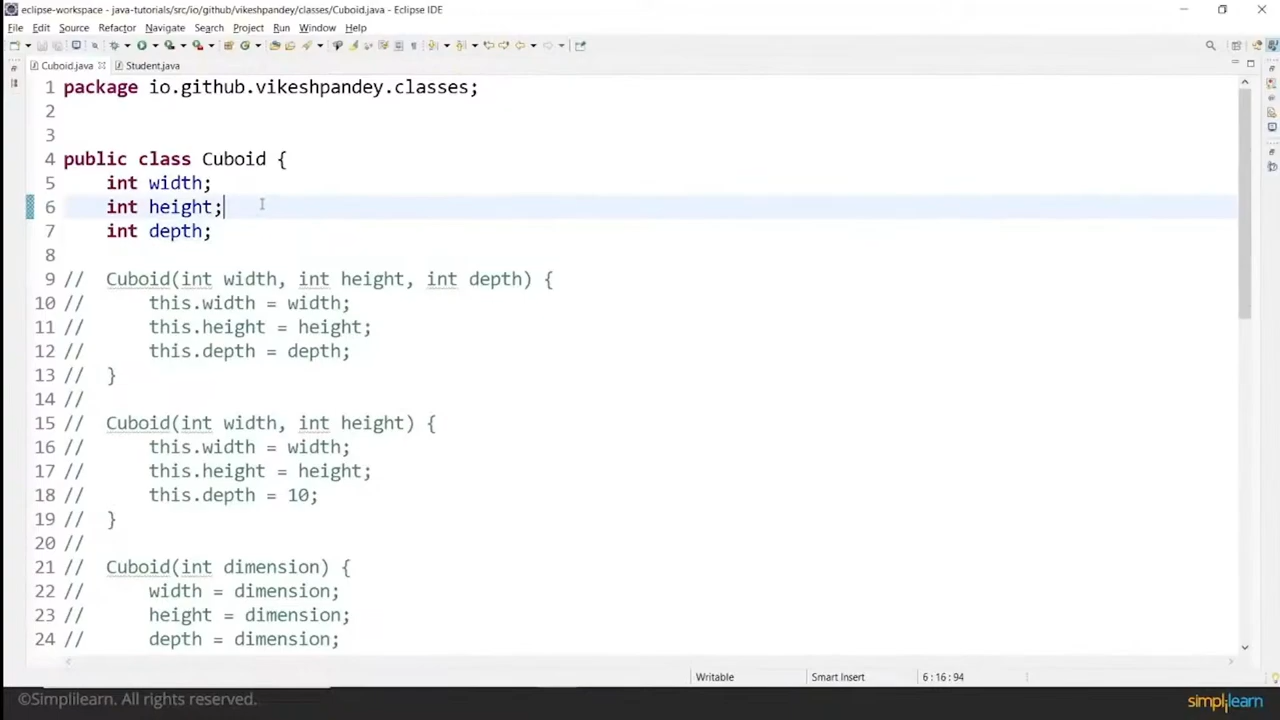 eclipse-workspace - java-tutorials/src/io/github/vikeshpandey/classes/Cuboid.java - Eclipse IDE
File Edit Source Refactor Navigate Search Project Run Window Help
Cuboid.java Student.java
1 package io.github.vikeshpandey.classes;
2
3
4 public class Cuboid {
5 int width;
6 int height;
7 int depth;
8
9 // Cuboid(int width, int height, int depth) {
10 // this.width = width;
11 // this.height = height;
12 // this.depth = depth;
13 // }
14 //
15 // Cuboid(int width, int height) {
16 // this.width = width;
17 // this.height = height;
18 // this.depth = 10;
19 // }
20 //
21 // Cuboid(int dimension) {
22 // width = dimension;
23 // height = dimension;
24 // depth = dimension;
Writable Smart Insert 6 : 16 : 94
©Simplilearn. All rights reserved. simplilearn